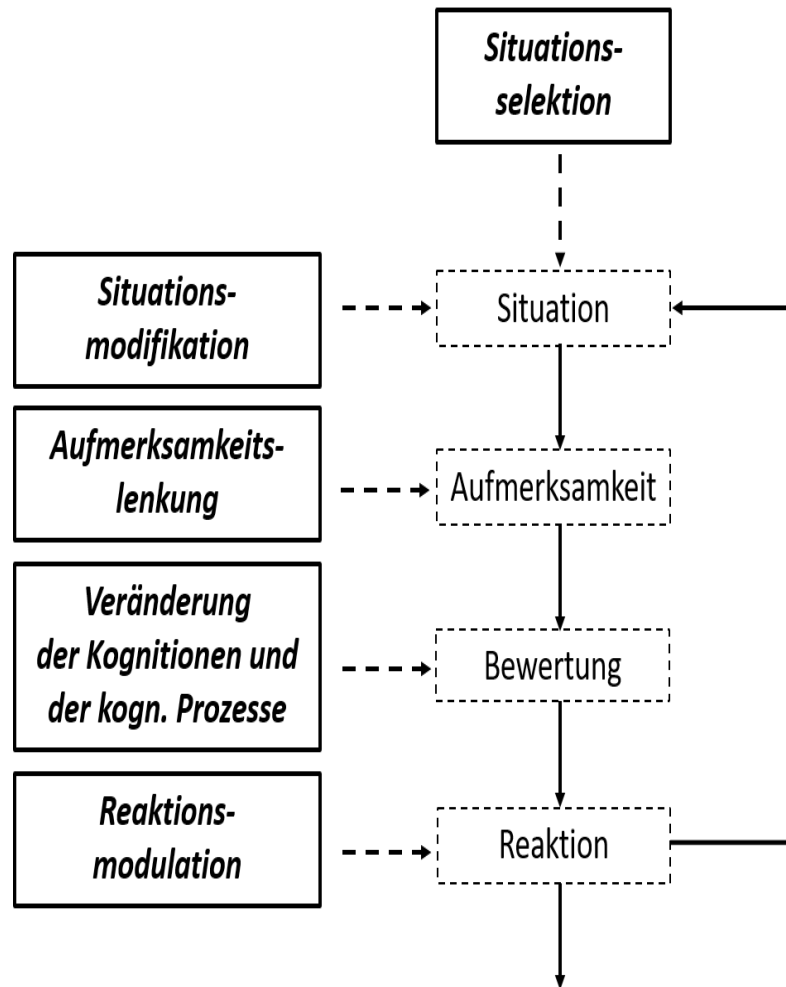 Situations-
selektion
Situations-
modifikation
Situation
Aufmerksamkeits-
lenkung
Aufmerksamkeit
Veränderung
der Kognitionen und
der kogn. Prozesse
Bewertung
Reaktions-
modulation
Reaktion